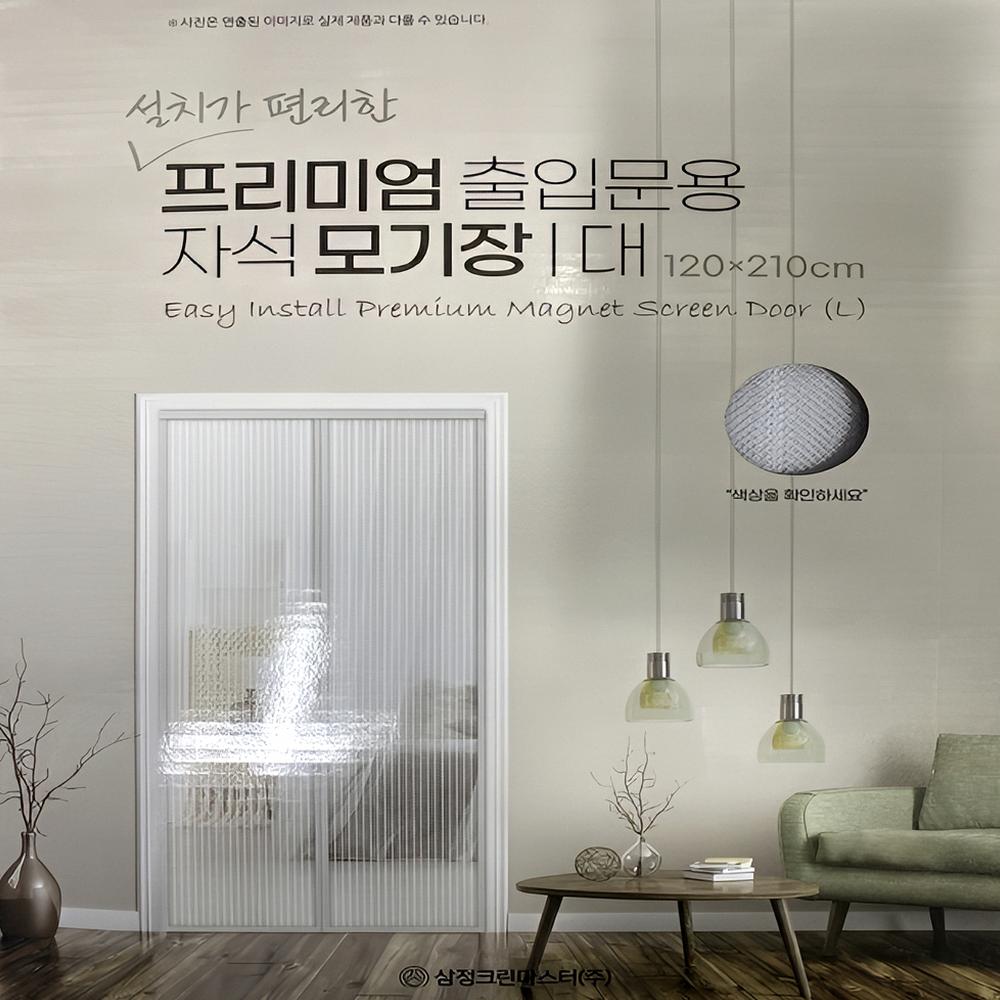 ※ 사진은 연출된 이미지로 실제 제품과 다를 수 있습니다.
설치가 편리한
프리미엄 출입문용
자석 모기장 | 대 120×210cm
Easy Install Premium Magnet Screen Door (L)
"색상을 확인하세요"
삼정크린마스터(주)